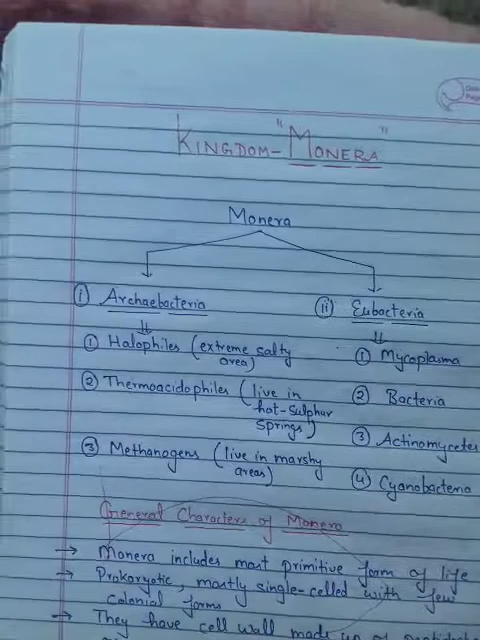 KINGDOM- "MONERA"
Monera
(i) Archaebacteria
(ii) Eubacteria
① Halophiles (extreme salty area)
② Thermoacidophiles (live in hot-Sulphur Springs)
③ Methanogens (live in marshy areas)
① Mycoplasma
② Bacteria
③ Actinomycetes
④ Cyanobacteria
General Characters of Monera
→ Monera includes most primitive form of life
→ Prokaryotic, mostly single-celled with few
colonial forms
→ They have cell wall made up of